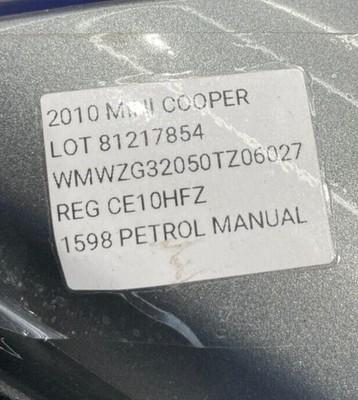 2010 MINI COOPER
LOT 81217854
WMWZG32050TZ06027
REG CE10HFZ
1598 PETROL MANUAL